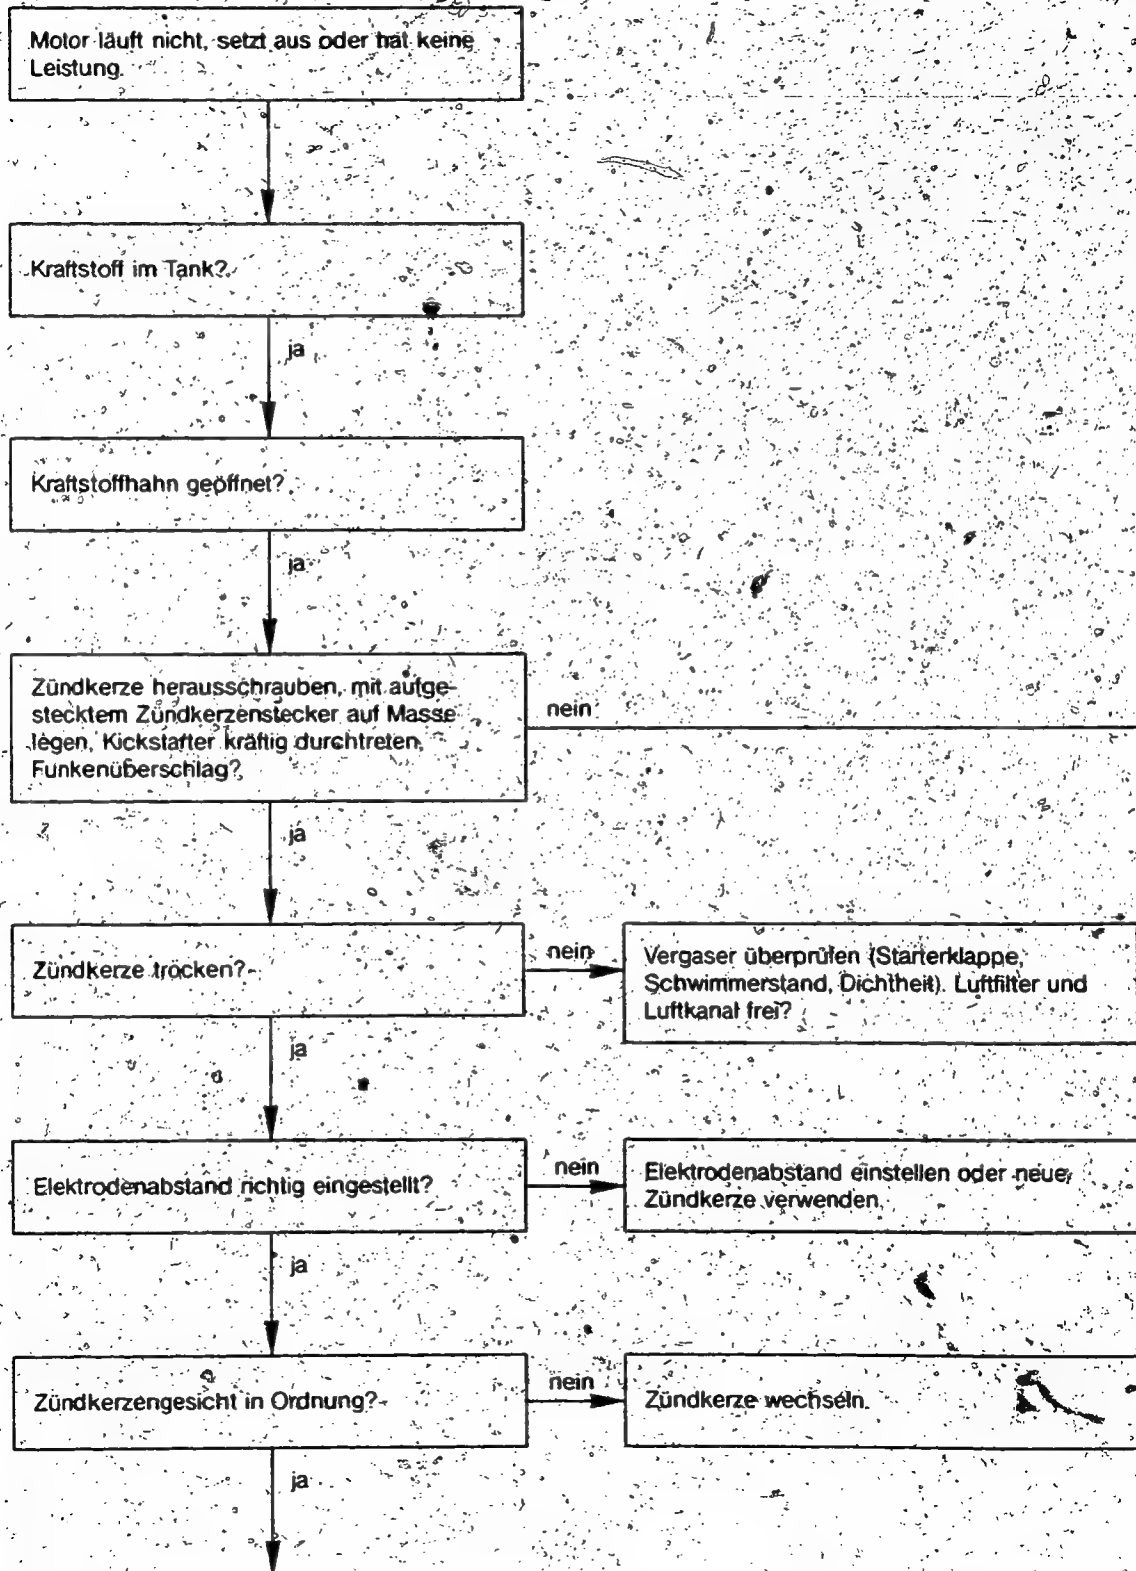 Motor läuft nicht, setzt aus oder hat keine
Leistung.
Kraftstoff im Tank?
ja
Kraftstoffhahn geöffnet?
ja
Zündkerze herausschrauben, mit aufge-
stecktem Zündkerzenstecker auf Masse
legen, Kickstarter kräftig durchtreten,
Funkenüberschlag?
nein
ja
Zündkerze trocken?
nein
Vergaser überprüfen (Starterklappe,
Schwimmerstand, Dichtheit). Luftfilter und
Luftkanal frei?
ja
Elektrodenabstand richtig eingestellt?
nein
Elektrodenabstand einstellen oder neue
Zündkerze verwenden.
ja
Zündkerzengesicht in Ordnung?
nein
Zündkerze wechseln.
ja